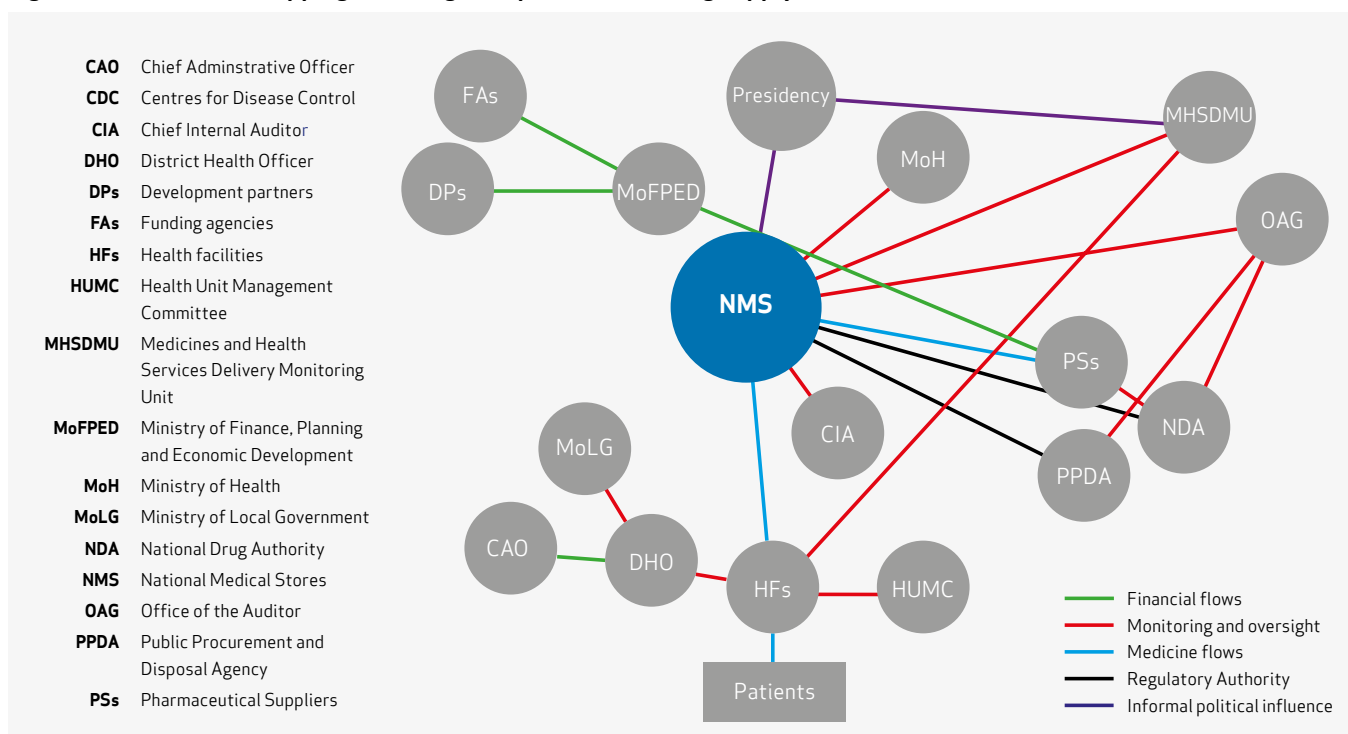 CAO Chief Adminstrative Officer
CDC Centres for Disease Control
CIA Chief Internal Auditor
DHO District Health Officer
DPs Development partners
FAs Funding agencies
HFs Health facilities
HUMC Health Unit Management
Committee
MHSDMU Medicines and Health
Services Delivery Monitoring
Unit
MoFPED Ministry of Finance, Planning
and Economic Development
MoH Ministry of Health
MoLG Ministry of Local Government
NDA National Drug Authority
NMS National Medical Stores
OAG Office of the Auditor
PPDA Public Procurement and
Disposal Agency
PSs Pharmaceutical Suppliers
FAs
Presidency
MHSDMU
MoH
DPs
MoFPED
OAG
NMS
PSs
CIA
NDA
MoLG
PPDA
CAO
DHO
HFs
HUMC
Patients
Financial flows
Monitoring and oversight
Medicine flows
Regulatory Authority
Informal political influence